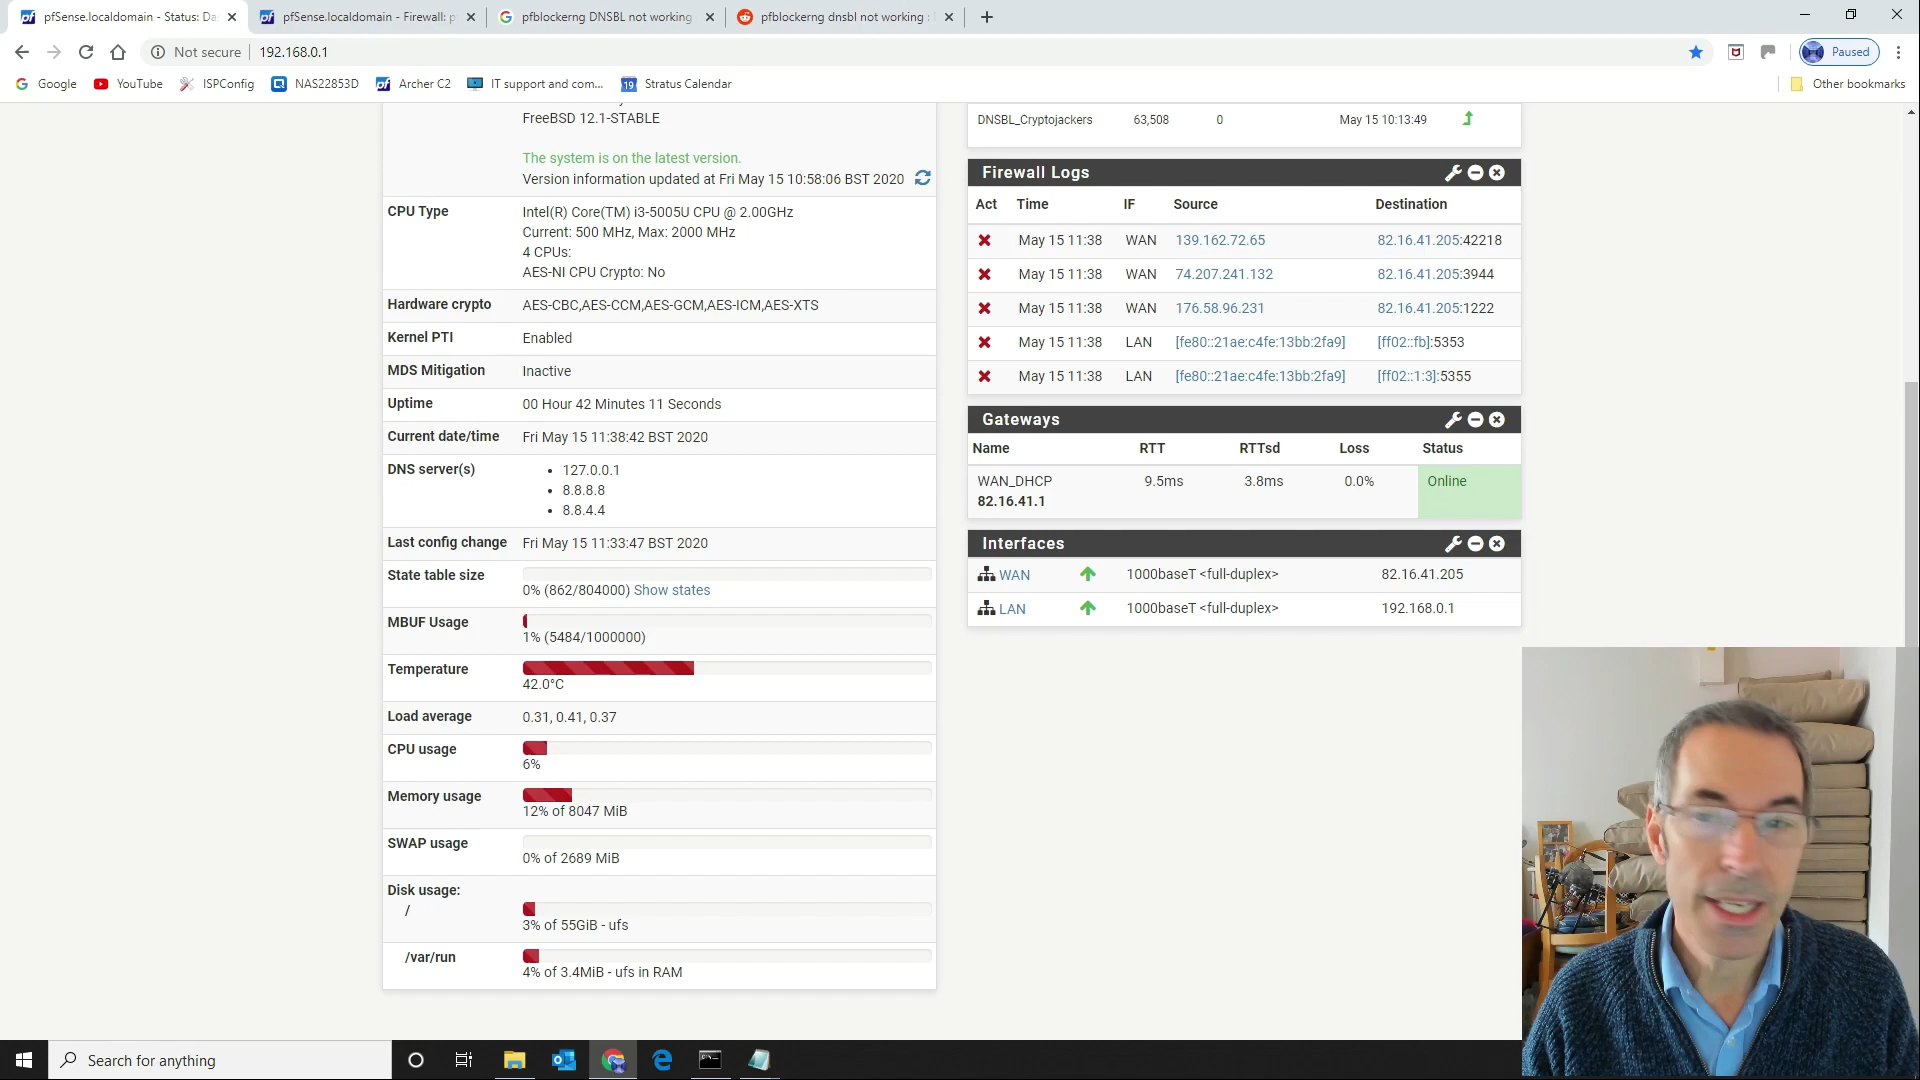 pfSense.localdomain - Status: Da
pfSense.localdomain - Firewall: p
pfblockerng DNSBL not working
pfblockerng dnsbl not working :
Not secure
192.168.0.1
Paused
Google
YouTube
ISPConfig
NAS22853D
Archer C2
IT support and com...
19
Stratus Calendar
Other bookmarks
FreeBSD 12.1-STABLE
The system is on the latest version.
Version information updated at Fri May 15 10:58:06 BST 2020
CPU Type
Intel(R) Core(TM) i3-5005U CPU @ 2.00GHz
Current: 500 MHz, Max: 2000 MHz
4 CPUs:
AES-NI CPU Crypto: No
Hardware crypto
AES-CBC,AES-CCM,AES-GCM,AES-ICM,AES-XTS
Kernel PTI
Enabled
MDS Mitigation
Inactive
Uptime
00 Hour 42 Minutes 11 Seconds
Current date/time
Fri May 15 11:38:42 BST 2020
DNS server(s)
127.0.0.1
8.8.8.8
8.8.4.4
Last config change
Fri May 15 11:33:47 BST 2020
State table size
0% (862/804000) Show states
MBUF Usage
1% (5484/1000000)
Temperature
42.0°C
Load average
0.31, 0.41, 0.37
CPU usage
6%
Memory usage
12% of 8047 MiB
SWAP usage
0% of 2689 MiB
Disk usage:
/
3% of 55GiB - ufs
/var/run
4% of 3.4MiB - ufs in RAM
DNSBL_Cryptojackers 63,508 0 May 15 10:13:49
Firewall Logs
Act Time IF Source Destination
May 15 11:38 WAN 139.162.72.65 82.16.41.205:42218
May 15 11:38 WAN 74.207.241.132 82.16.41.205:3944
May 15 11:38 WAN 176.58.96.231 82.16.41.205:1222
May 15 11:38 LAN [fe80::21ae:c4fe:13bb:2fa9] [ff02::fb]:5353
May 15 11:38 LAN [fe80::21ae:c4fe:13bb:2fa9] [ff02::1:3]:5355
Gateways
Name RTT RTTsd Loss Status
WAN_DHCP 9.5ms 3.8ms 0.0% Online
82.16.41.1
Interfaces
WAN 1000baseT <full-duplex> 82.16.41.205
LAN 1000baseT <full-duplex> 192.168.0.1
Search for anything